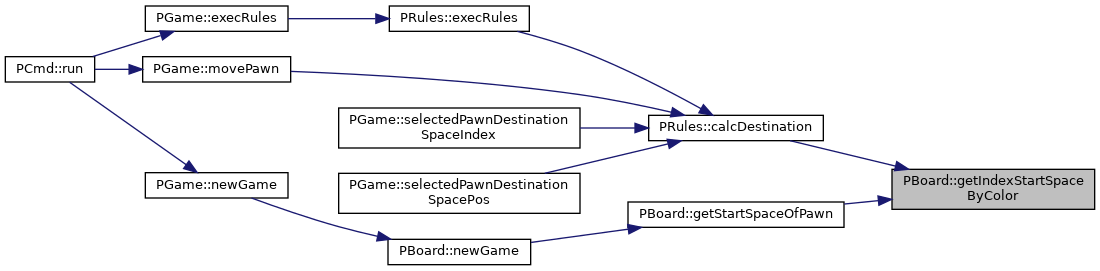 PGame::execRules
PRules::execRules
PCmd::run
PGame::movePawn
PGame::selectedPawnDestination
SpaceIndex
PRules::calcDestination
PGame::newGame
PGame::selectedPawnDestination
SpacePos
PBoard::getIndexStartSpace
ByColor
PBoard::getStartSpaceOfPawn
PBoard::newGame